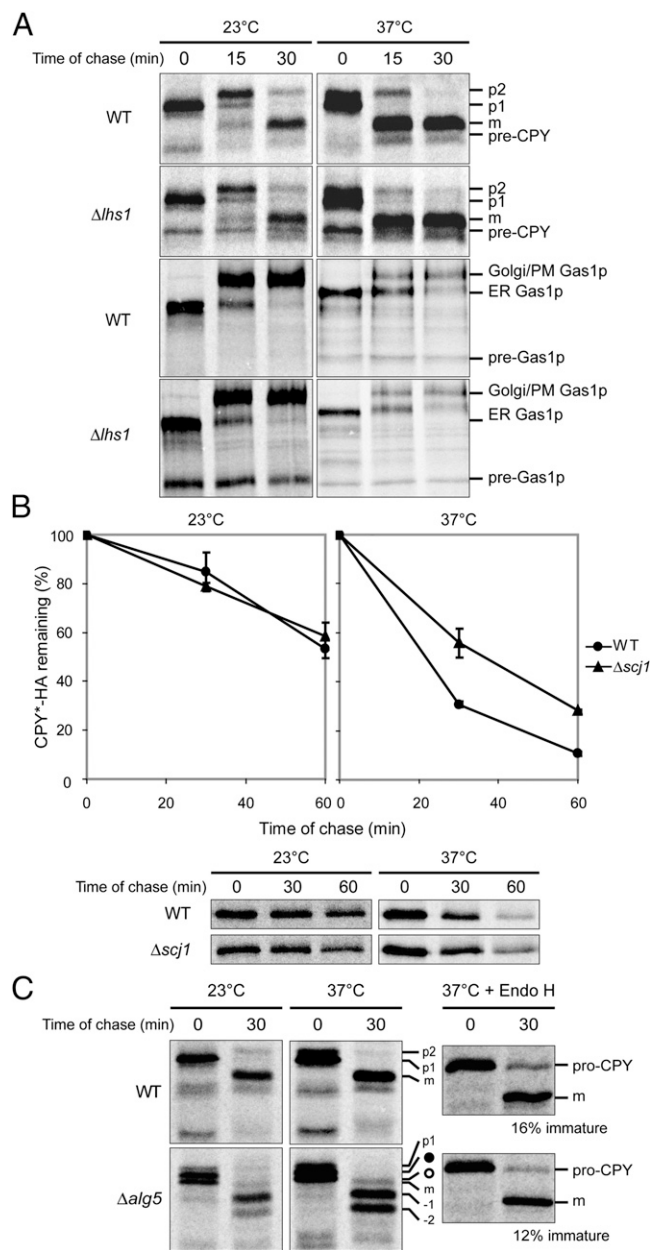 A
23°C 37°C
Time of chase (min) 0 15 30 0 15 30
WT
p2
p1
m
pre-CPY
Δlhs1
p2
p1
m
pre-CPY
WT
Golgi/PM Gas1p
ER Gas1p
pre-Gas1p
Δlhs1
Golgi/PM Gas1p
ER Gas1p
pre-Gas1p
B
23°C 37°C
CPY*-HA remaining (%)
100
80
60
40
20
0
WT
Δscj1
0 20 40 60 0 20 40 60
Time of chase (min)
23°C 37°C
Time of chase (min) 0 30 60 0 30 60
WT
Δscj1
C
23°C 37°C 37°C + Endo H
Time of chase (min) 0 30 0 30 0 30
WT
p2
p1
m
pro-CPY
m
16% immature
Δalg5
p1
m
-1
-2
pro-CPY
m
12% immature